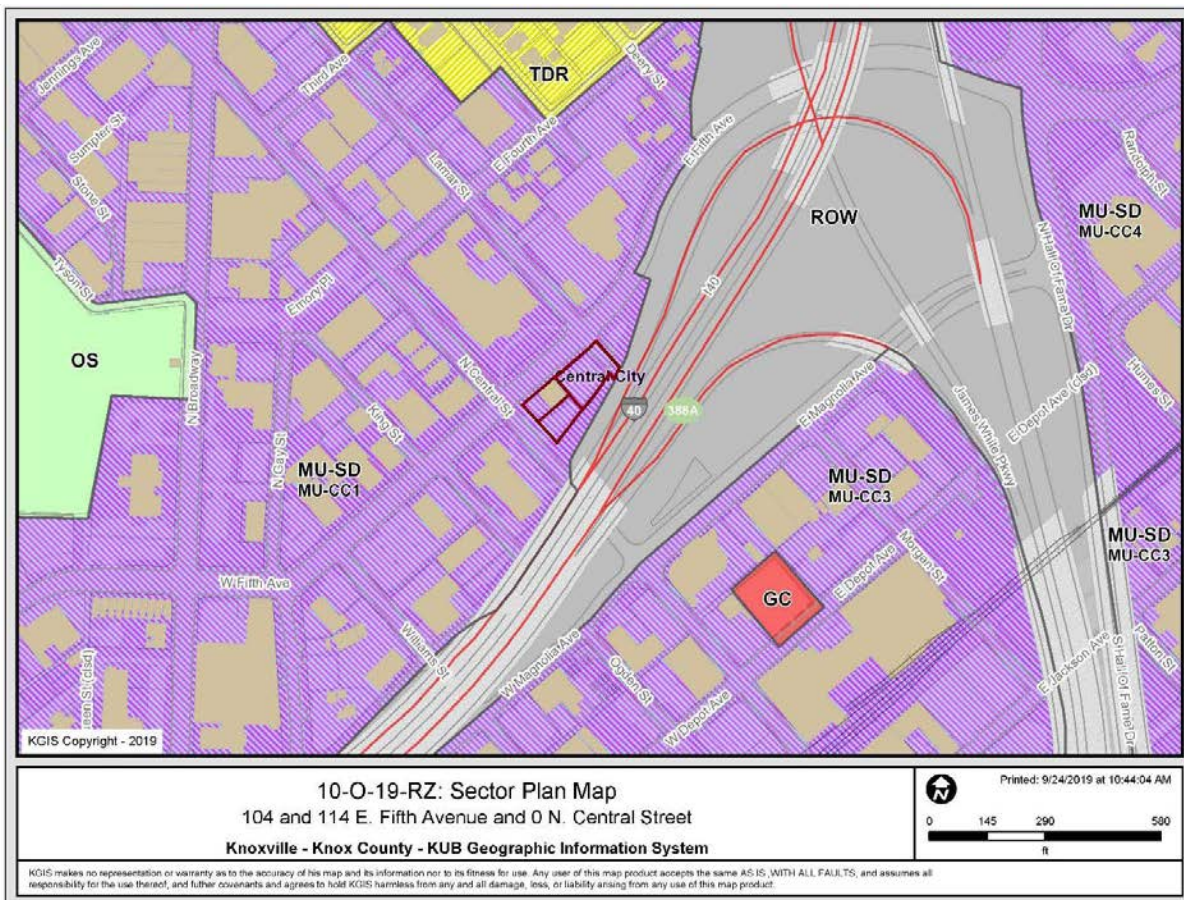 Jennings Ave
Third Ave
TDR
Deery St
Sumpter St
Stone St
Lamar St
E Fourth Ave
E Fifth Ave
Randolph St
MU-SD
MU-CC4
ROW
N Hall Of Fame Dr
Tyson St
Emory Pl
I40
OS
N Broadway
N Central St
Central City
40
388A
E Magnolia Ave
James White Pkwy
E Depot Ave (clsd)
Humes St
King St
N Gay St
MU-SD
MU-CC1
MU-SD
MU-CC3
MU-SD
MU-CC3
W Fifth Ave
Morgan St
E Depot Ave
GC
Williams St
W Magnolia Ave
Ogden St
W Depot Ave
E Jackson Ave
S Hall Of Fame Dr
Patton St
KGIS Copyright - 2019
10-O-19-RZ: Sector Plan Map
104 and 114 E. Fifth Avenue and 0 N. Central Street
Knoxville - Knox County - KUB Geographic Information System
N
Printed: 9/24/2019 at 10:44:04 AM
0 145 290 580
ft
KGIS makes no representation or warranty as to the accuracy of his map and its information nor to its fitness for use. Any user of this map product accepts the same AS IS ,WITH ALL FAULTS, and assumes all
responsibility for the use thereof, and futher covenants and agrees to hold KGIS harmless from any and all damage, loss, or liability arising from any use of this map product.